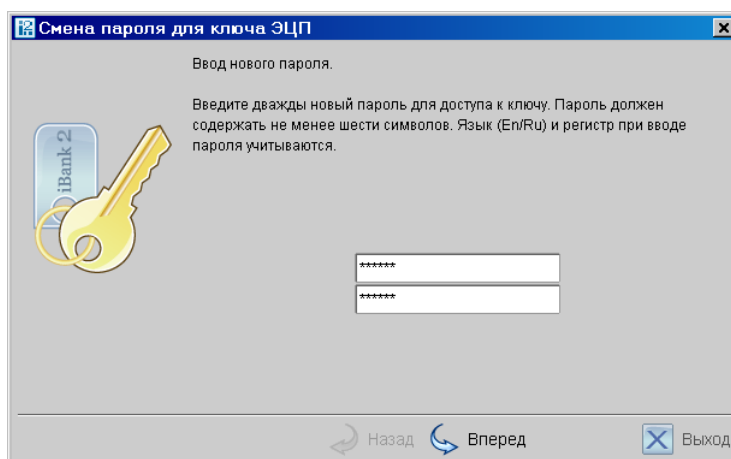 Смена пароля для ключа ЭЦП
Ввод нового пароля.
Введите дважды новый пароль для доступа к ключу. Пароль должен
содержать не менее шести символов. Язык (En/Ru) и регистр при вводе
пароля учитываются.
iBank 2
******
******
Назад Вперед Выход